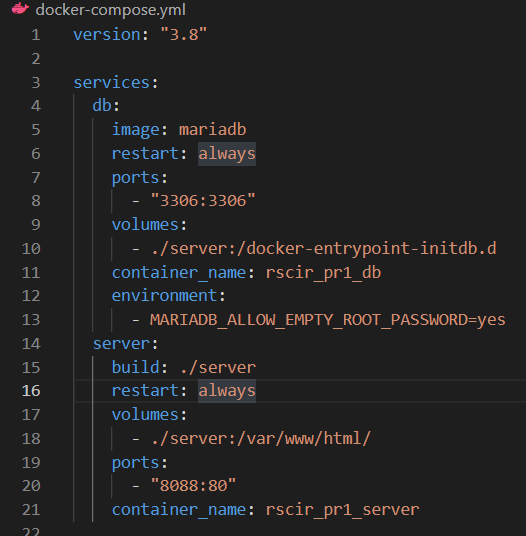 docker-compose.yml
1 version: "3.8"
2
3 services:
4   db:
5     image: mariadb
6     restart: always
7     ports:
8       - "3306:3306"
9     volumes:
10       - ./server:/docker-entrypoint-initdb.d
11     container_name: rscir_pr1_db
12     environment:
13       - MARIADB_ALLOW_EMPTY_ROOT_PASSWORD=yes
14   server:
15     build: ./server
16     restart: always
17     volumes:
18       - ./server:/var/www/html/
19     ports:
20       - "8088:80"
21     container_name: rscir_pr1_server
22